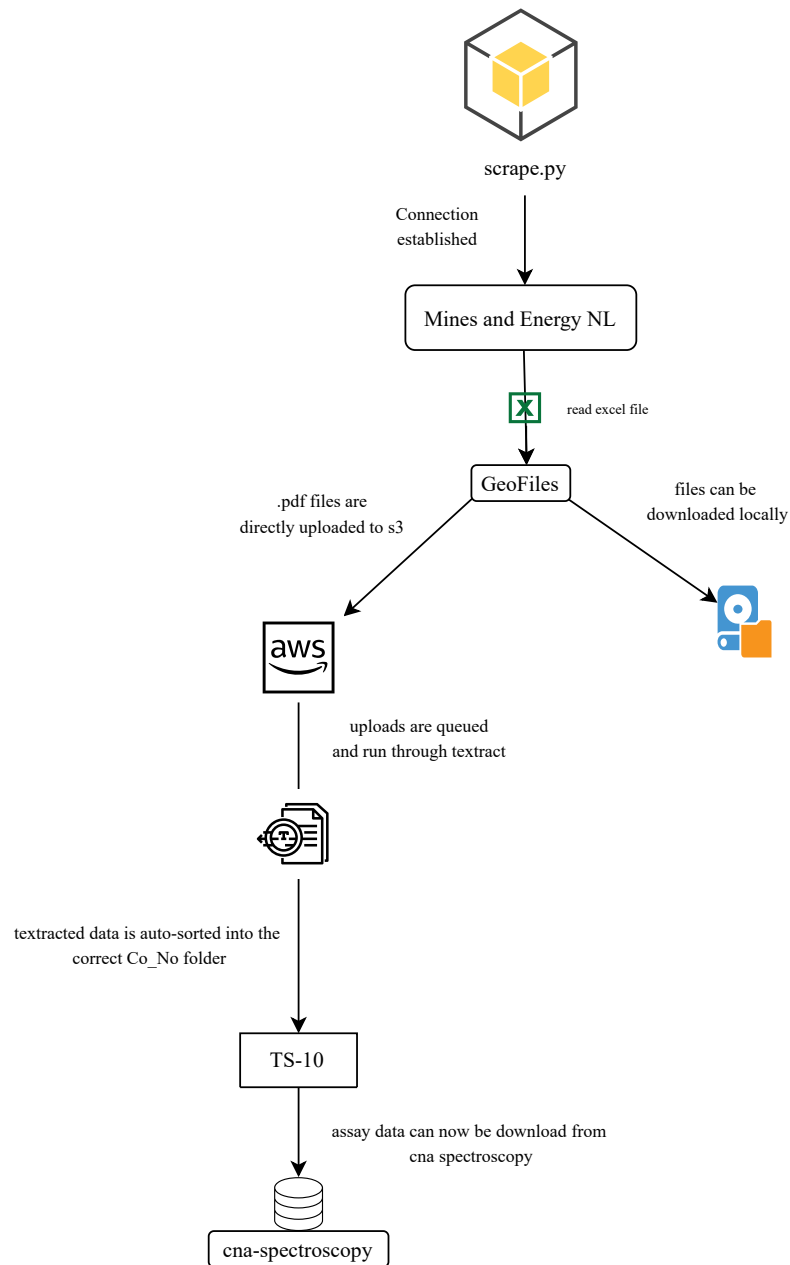 scrape.py
Connection
established
Mines and Energy NL
X
read excel file
GeoFiles
.pdf files are
directly uploaded to s3
files can be
downloaded locally
aws
uploads are queued
and run through textract
T
textracted data is auto-sorted into the
correct Co_No folder
TS-10
assay data can now be download from
cna spectroscopy
cna-spectroscopy